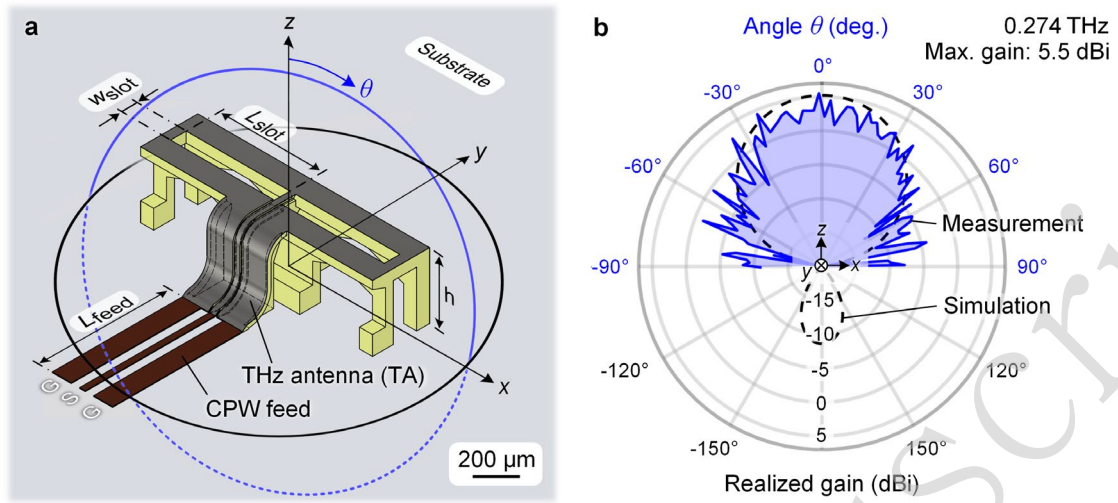 a
z
Substrate
θ
wslot
Lslot
y
Lfeed
h
THz antenna (TA)
CPW feed
x
G
S
G
200 µm
b
Angle θ (deg.)
0.274 THz
Max. gain: 5.5 dBi
0°
-30°
30°
-60°
60°
Measurement
z
y
x
-90°
90°
-15
Simulation
-10
-120°
-5
120°
0
-150°
5
150°
Realized gain (dBi)
scri